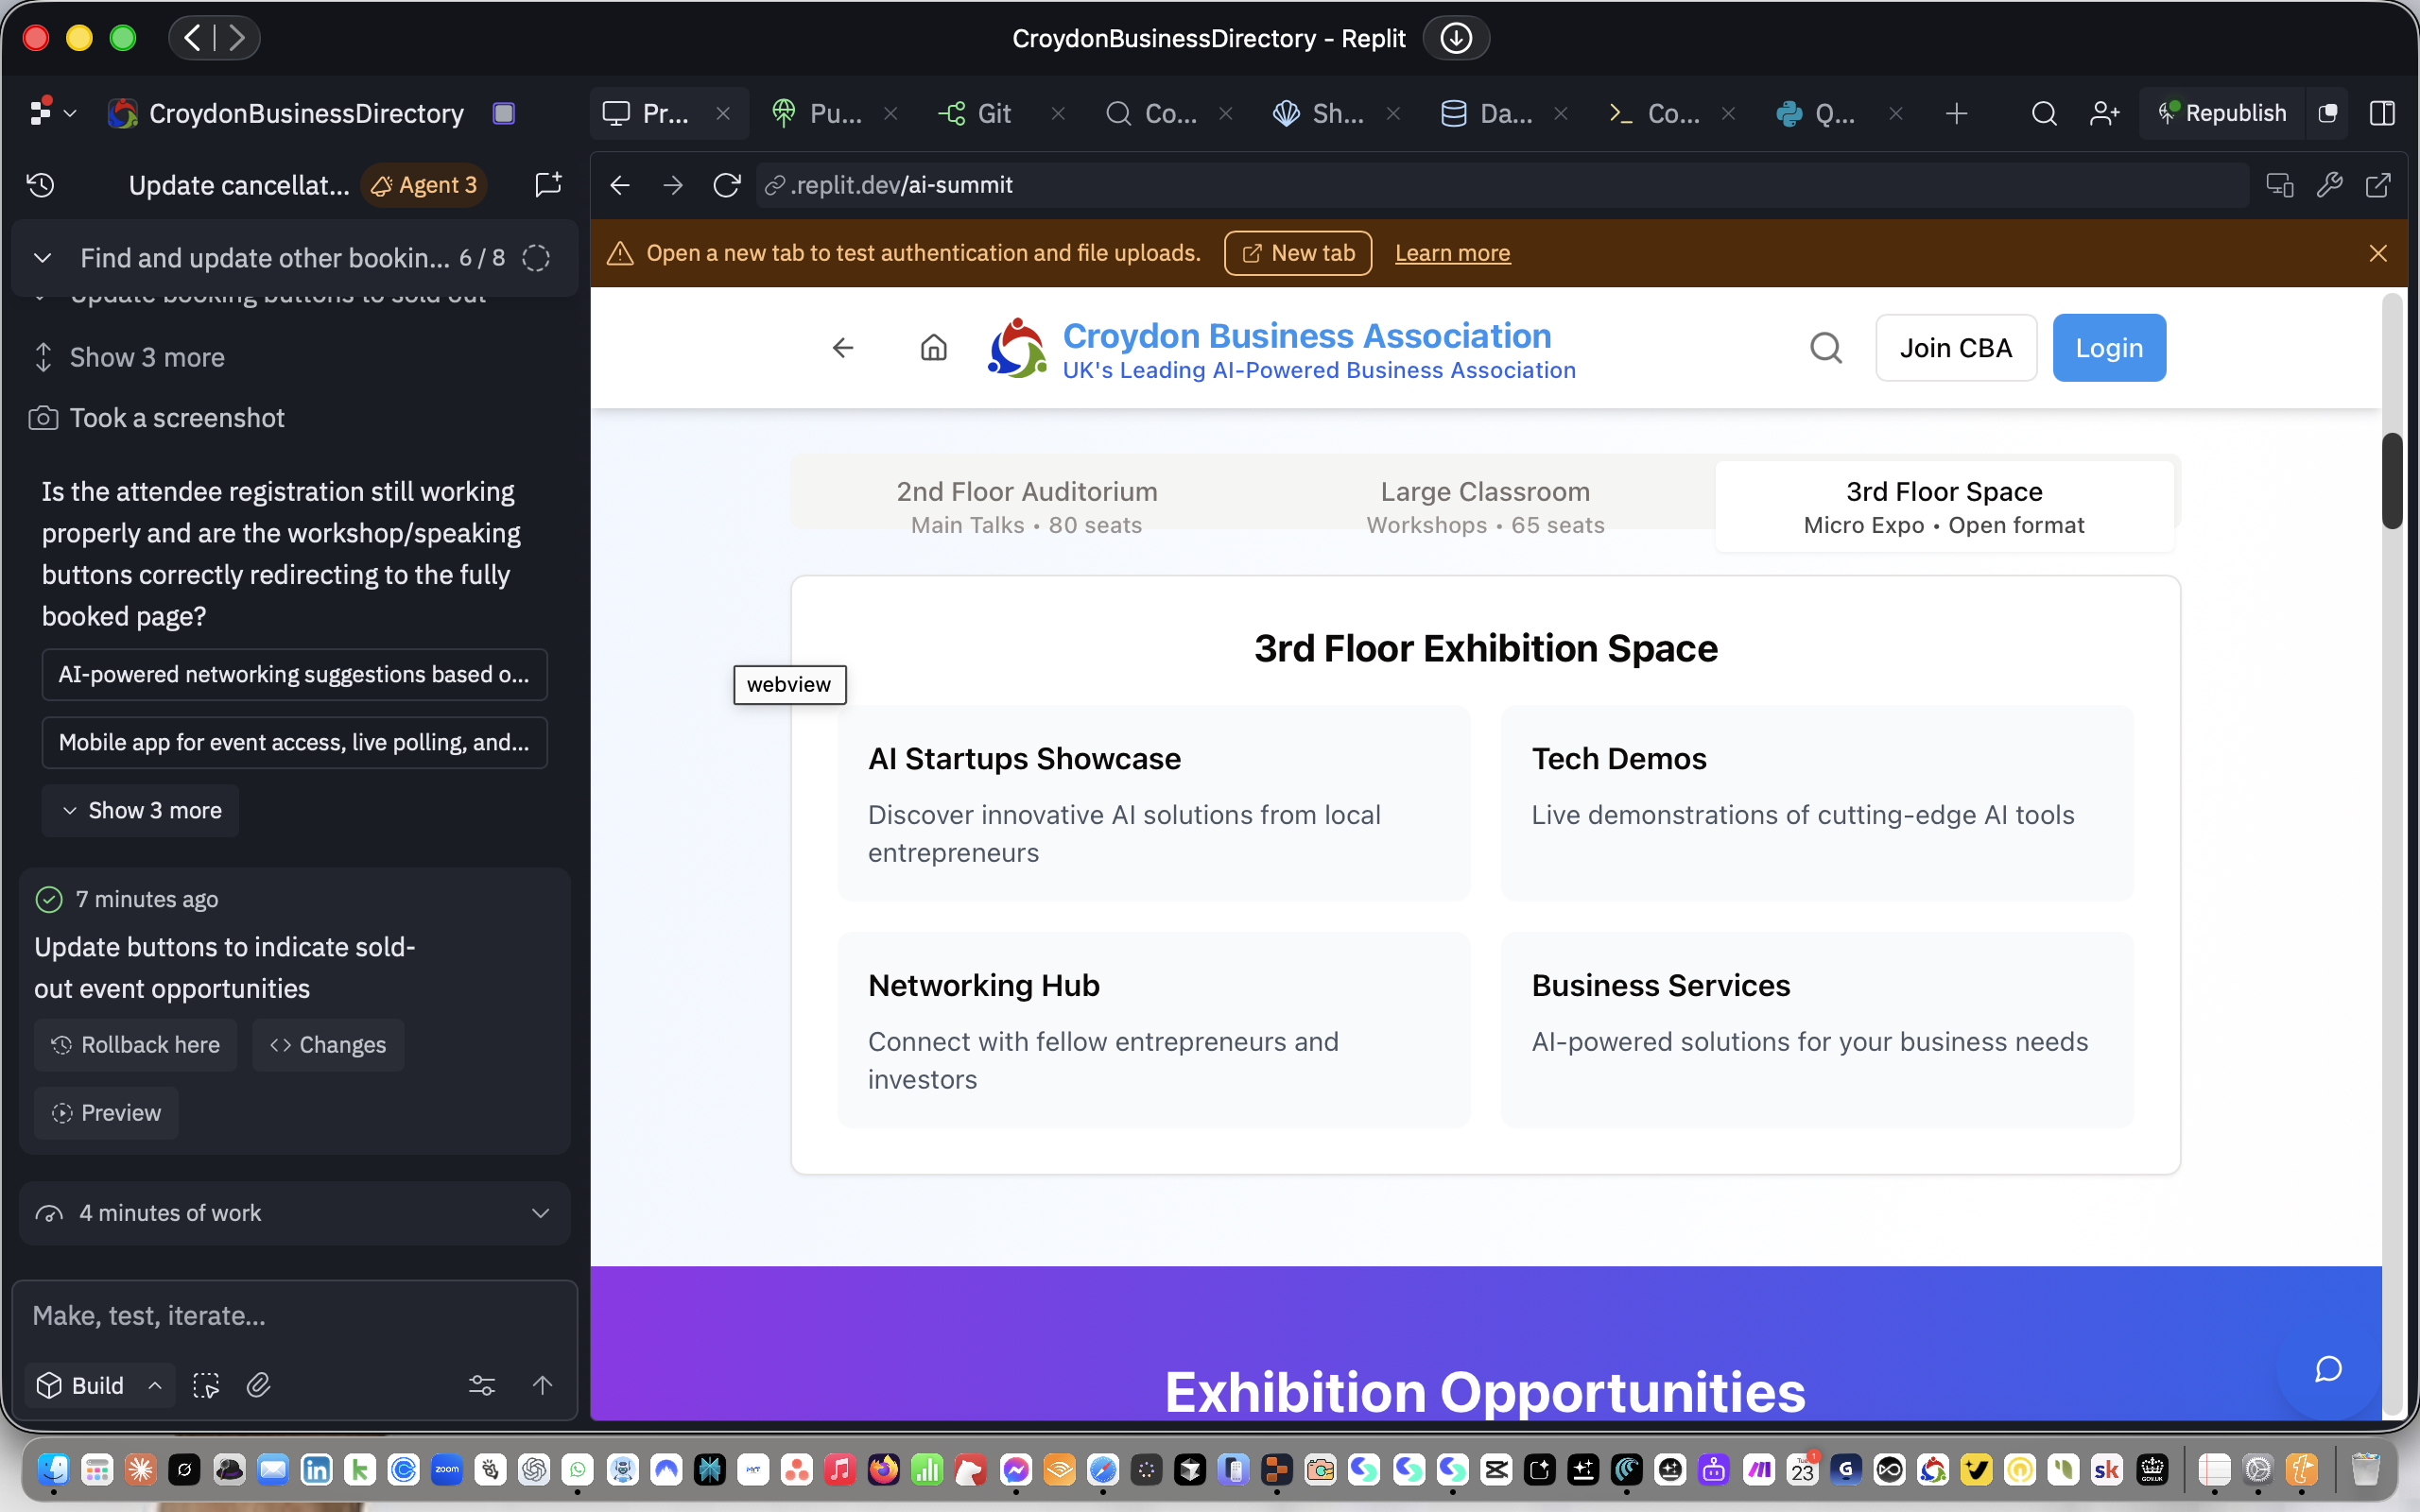 CroydonBusinessDirectory - Replit
CroydonBusinessDirectory
Pr...
Pu...
Git
Co...
Sh...
Da...
Co...
Q...
Republish
Update cancellat...
Agent 3
.replit.dev/ai-summit
Find and update other bookin... 6 / 8
Open a new tab to test authentication and file uploads.
New tab
Learn more
Update booking buttons to sold out
Show 3 more
Took a screenshot
Is the attendee registration still working
properly and are the workshop/speaking
buttons correctly redirecting to the fully
booked page?
AI-powered networking suggestions based o...
Mobile app for event access, live polling, and...
Show 3 more
7 minutes ago
Update buttons to indicate sold-
out event opportunities
Rollback here
Changes
Preview
4 minutes of work
Make, test, iterate...
Build
Croydon Business Association
UK's Leading AI-Powered Business Association
Join CBA
Login
2nd Floor Auditorium
Main Talks • 80 seats
Large Classroom
Workshops • 65 seats
3rd Floor Space
Micro Expo • Open format
3rd Floor Exhibition Space
webview
AI Startups Showcase
Discover innovative AI solutions from local
entrepreneurs
Tech Demos
Live demonstrations of cutting-edge AI tools
Networking Hub
Connect with fellow entrepreneurs and
investors
Business Services
AI-powered solutions for your business needs
Exhibition Opportunities
in
k
zoom
23
1
G
sk
GOV.UK